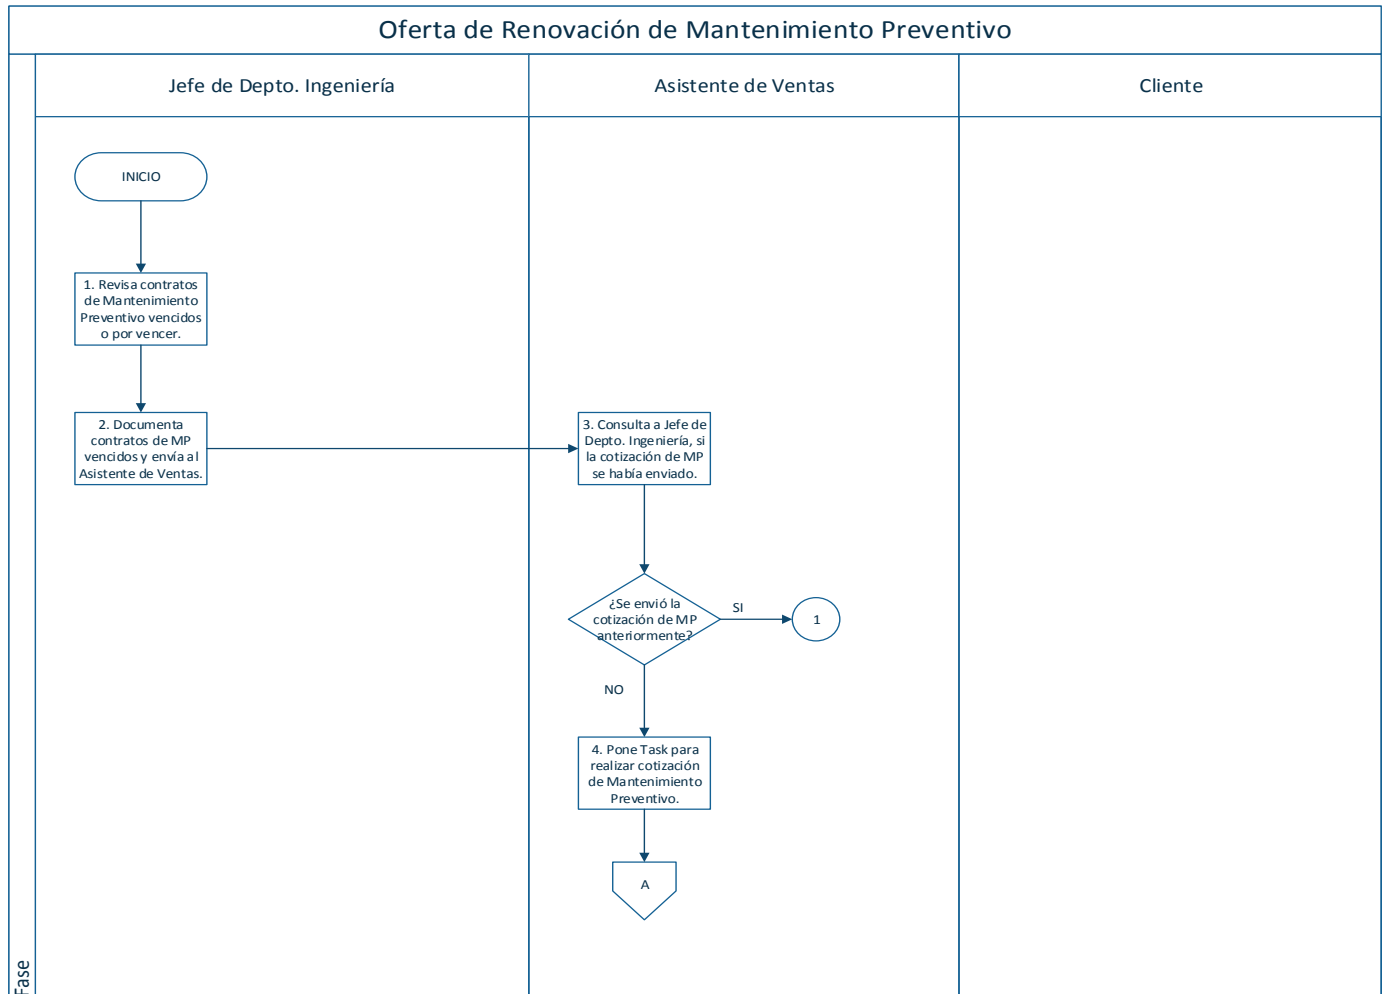 Oferta de Renovación de Mantenimiento Preventivo
Jefe de Depto. Ingeniería
Asistente de Ventas
Cliente
INICIO
1. Revisa contratos
de Mantenimiento
Preventivo vencidos
o por vencer.
2. Documenta
contratos de MP
vencidos y envía al
Asistente de Ventas.
3. Consulta a Jefe de
Depto. Ingeniería, si
la cotización de MP
se había enviado.
¿Se envió la
cotización de MP
anteriormente?
SI
1
NO
4. Pone Task para
realizar cotización
de Mantenimiento
Preventivo.
A
Fase